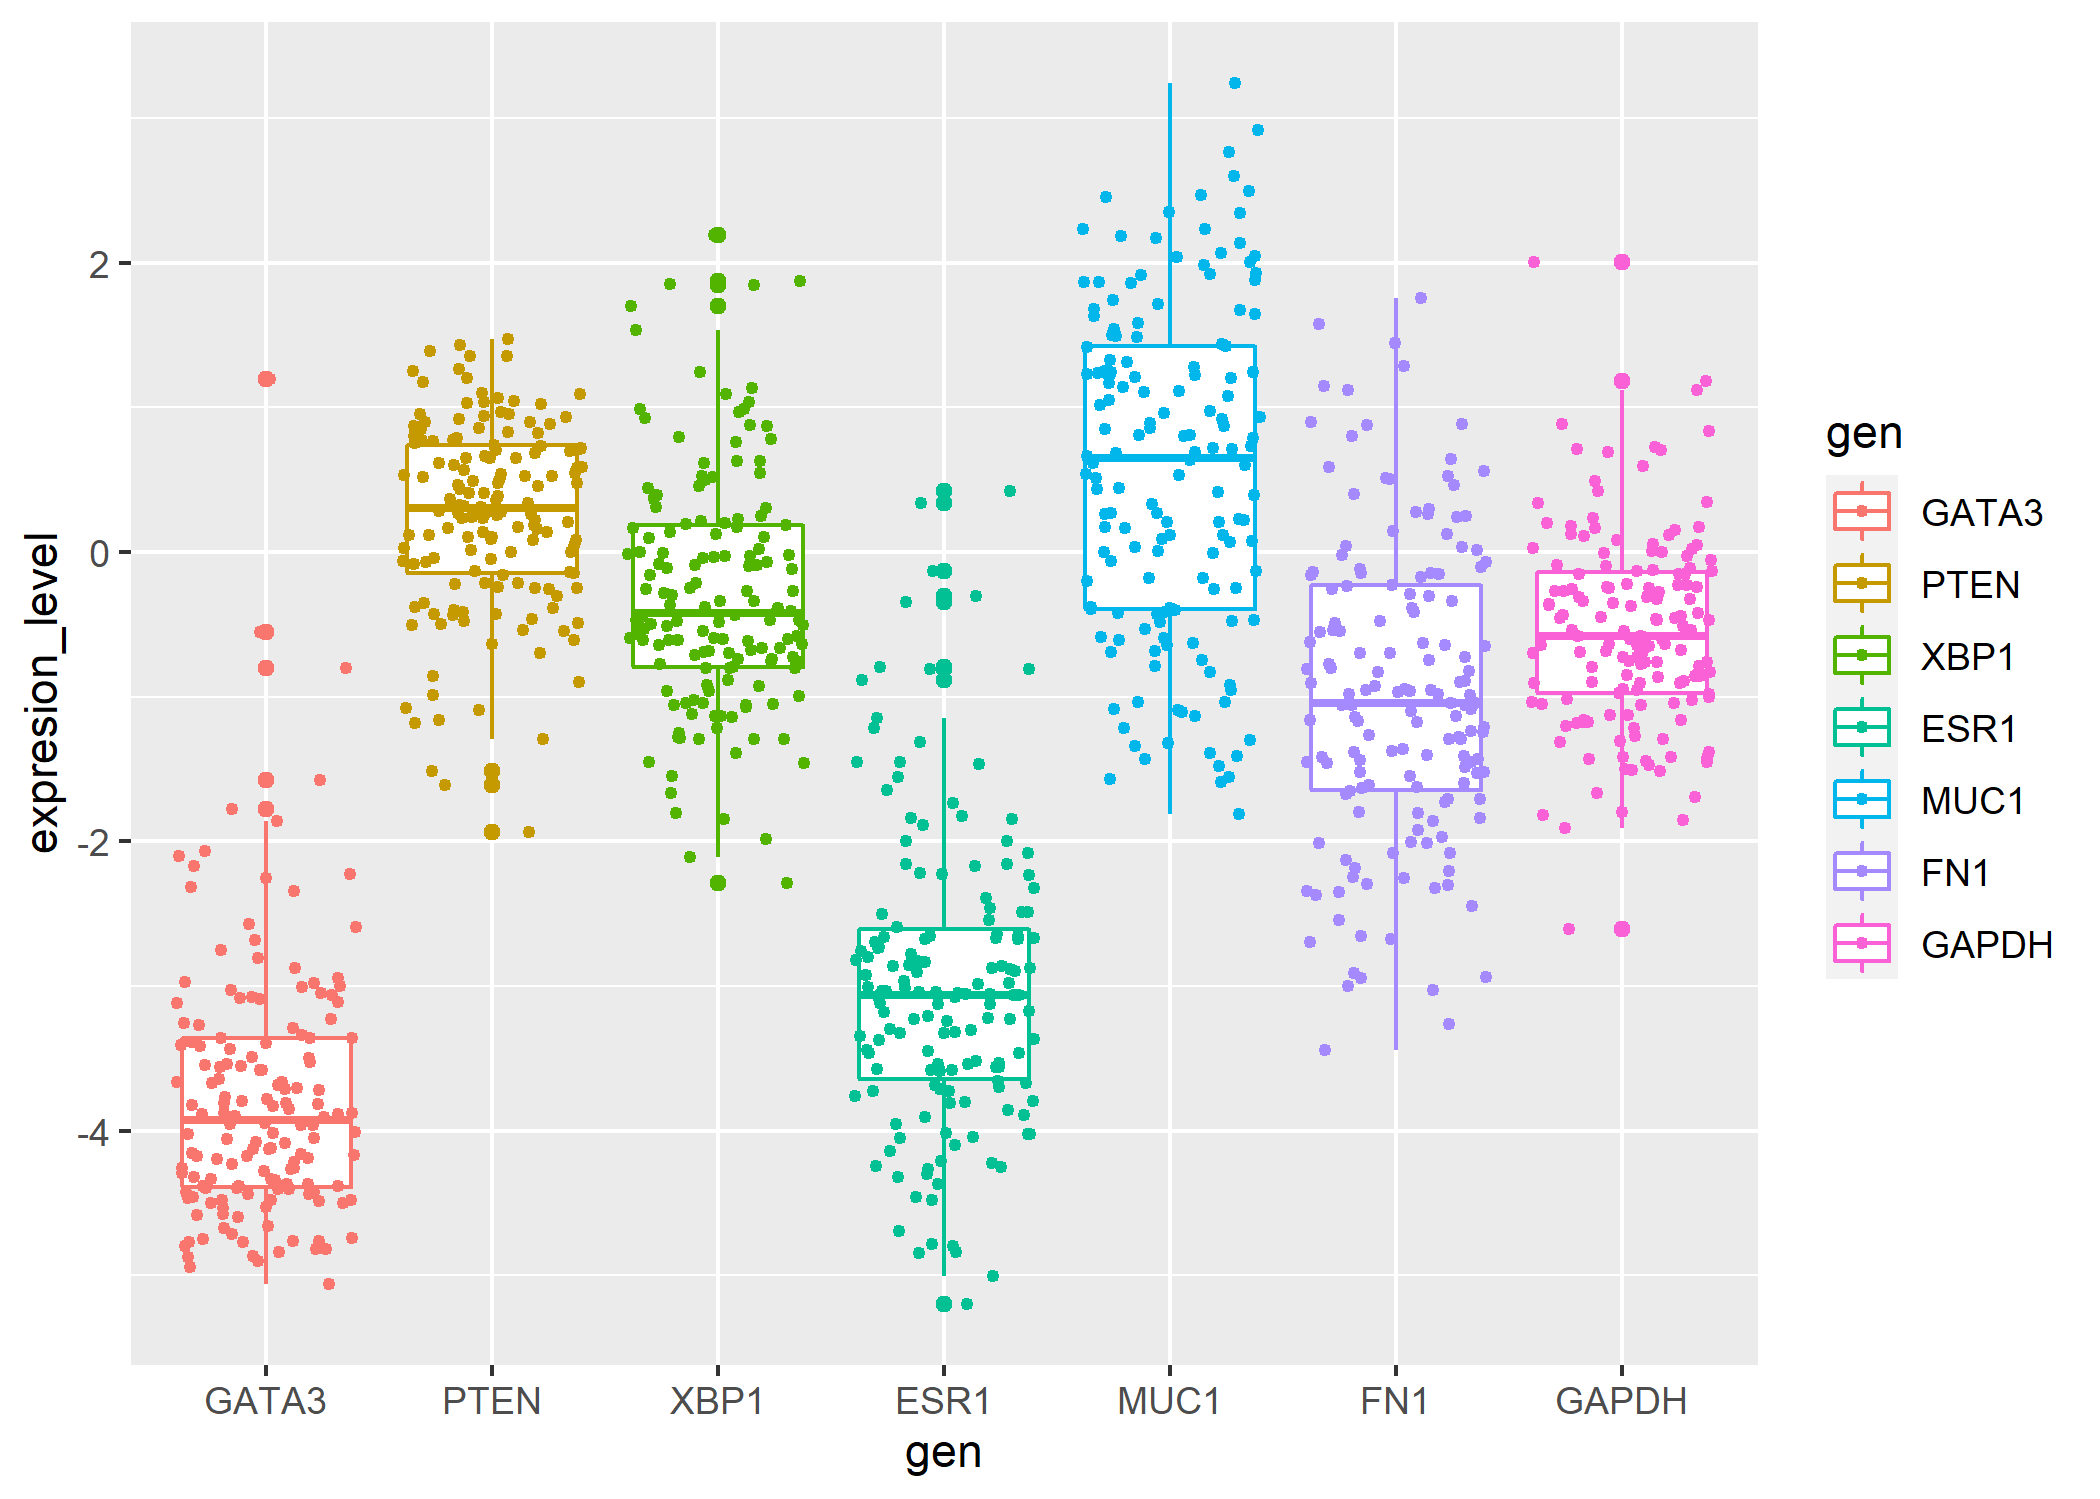 expresion_level
2
0
-2
-4
GATA3 PTEN XBP1 ESR1 MUC1 FN1 GAPDH
gen
gen
GATA3
PTEN
XBP1
ESR1
MUC1
FN1
GAPDH